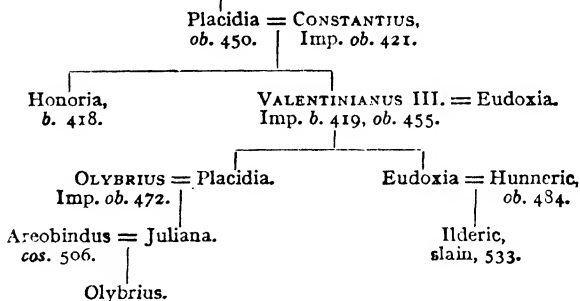 Placidia = CONSTANTIUS,
ob. 450. Imp. ob. 421.
Honoria, VALENTINIANUS III. = Eudoxia.
b. 418. Imp. b. 419, ob. 455.
OLYBRIUS = Placidia. Eudoxia = Hunneric,
Imp. ob. 472. ob. 484.
Areobindus = Juliana. Ilderic,
cos. 506. slain, 533.
Olybrius.